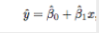 ŷ = β̂₀ + β̂₁x,